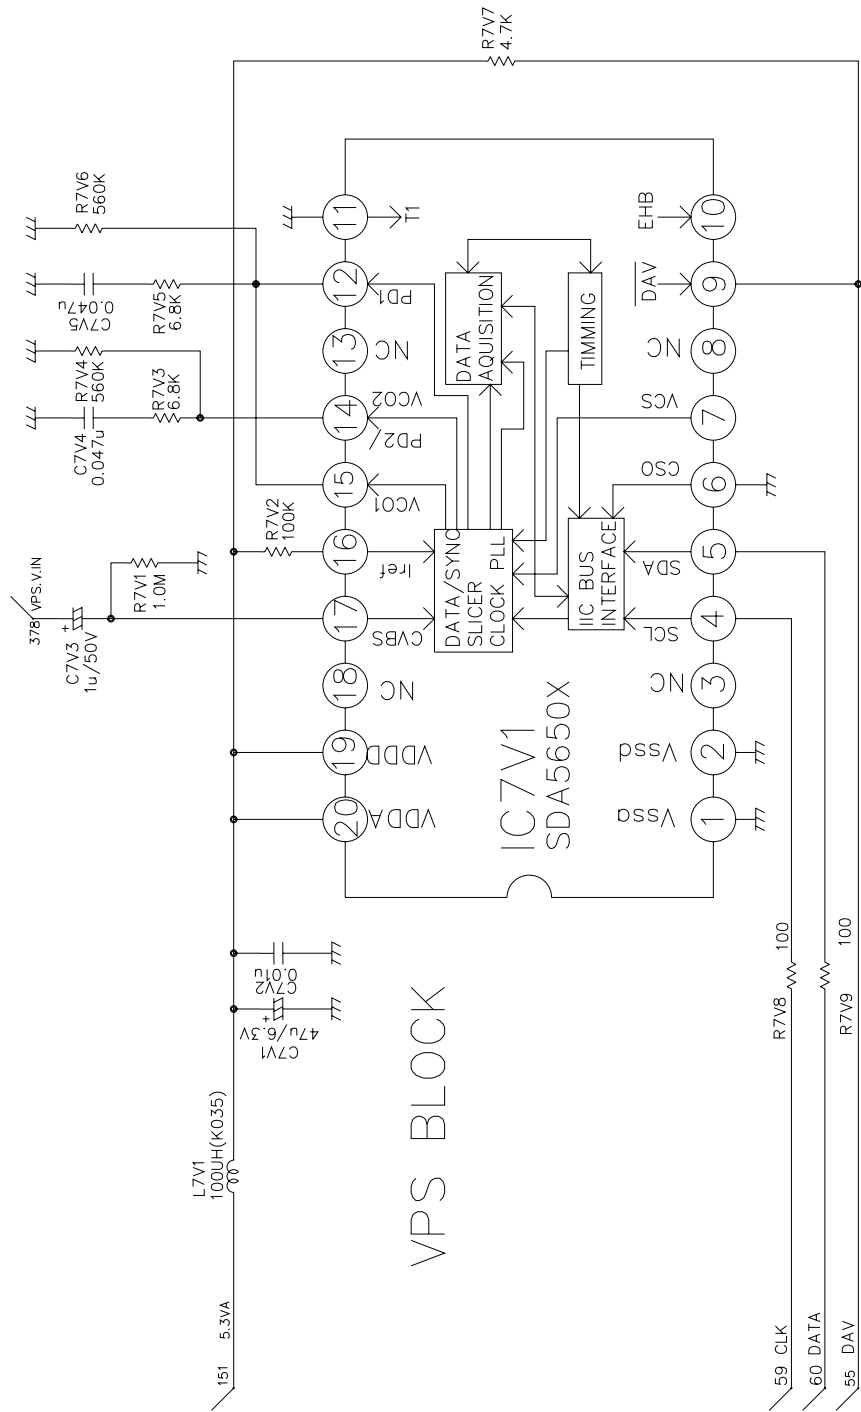 VPS BLOCK
IC7V1
SDA5650X
151
5.3VA
L7V1
100UH(K035)
C7V1
47u/6.3V
+
C7V2
0.01u
378
VPS.V.IN
C7V3
1u/50V
+
R7V1
1.0M
R7V2
100K
C7V4
0.047u
R7V3
6.8K
R7V4
560K
C7V5
0.047u
R7V5
6.8K
R7V6
560K
R7V7
4.7K
20
19
18
17
16
15
14
13
12
11
VDDA
VDDD
NC
CVBS
Iref
VCO1
PD2/
VCO2
NC
PD1
T1
DATA/SYNC
SLICER
CLOCK PLL
DATA
AQUISITION
TIMMING
IIC BUS
INTERFACE
Vssa
Vssd
NC
SCL
SDA
CSO
VCS
NC
DAV
EHB
1
2
3
4
5
6
7
8
9
10
R7V8
100
R7V9
100
59 CLK
60 DATA
55 DAV